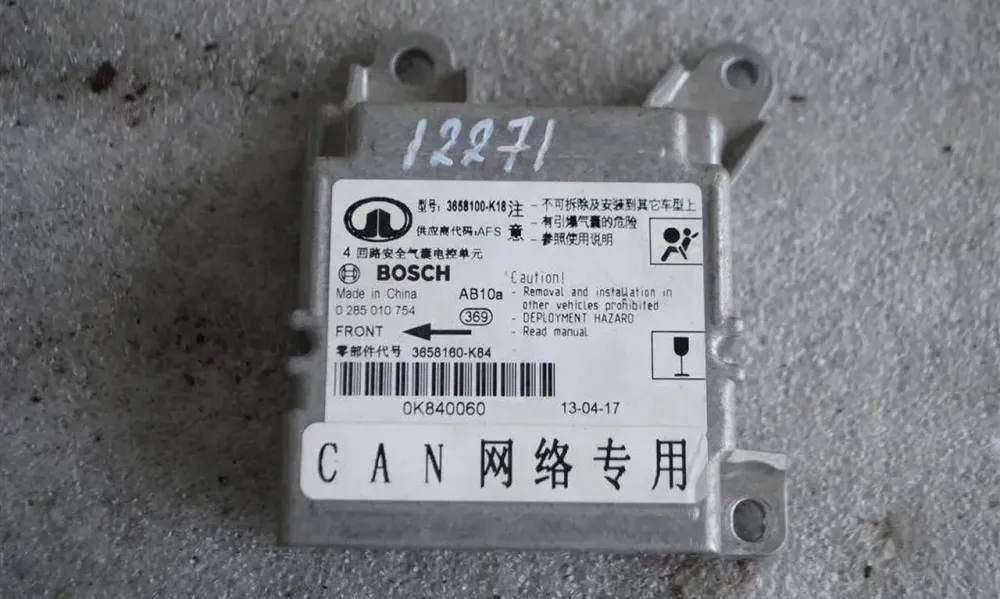 12271
型号: 3658100-K18
供应商代码:AFS
注意
- 不可拆除及安装到其它车型上
- 有引爆气囊的危险
- 参照使用说明
4 回路安全气囊电控单元
BOSCH
Made in China
AB10a
0 285 010 754
369
FRONT
Caution!
- Removal and installation in
other vehicles prohibited
- DEPLOYMENT HAZARD
- Read manual
零部件代号 3658160-K84
0K840060
13-04-17
CAN网络专用